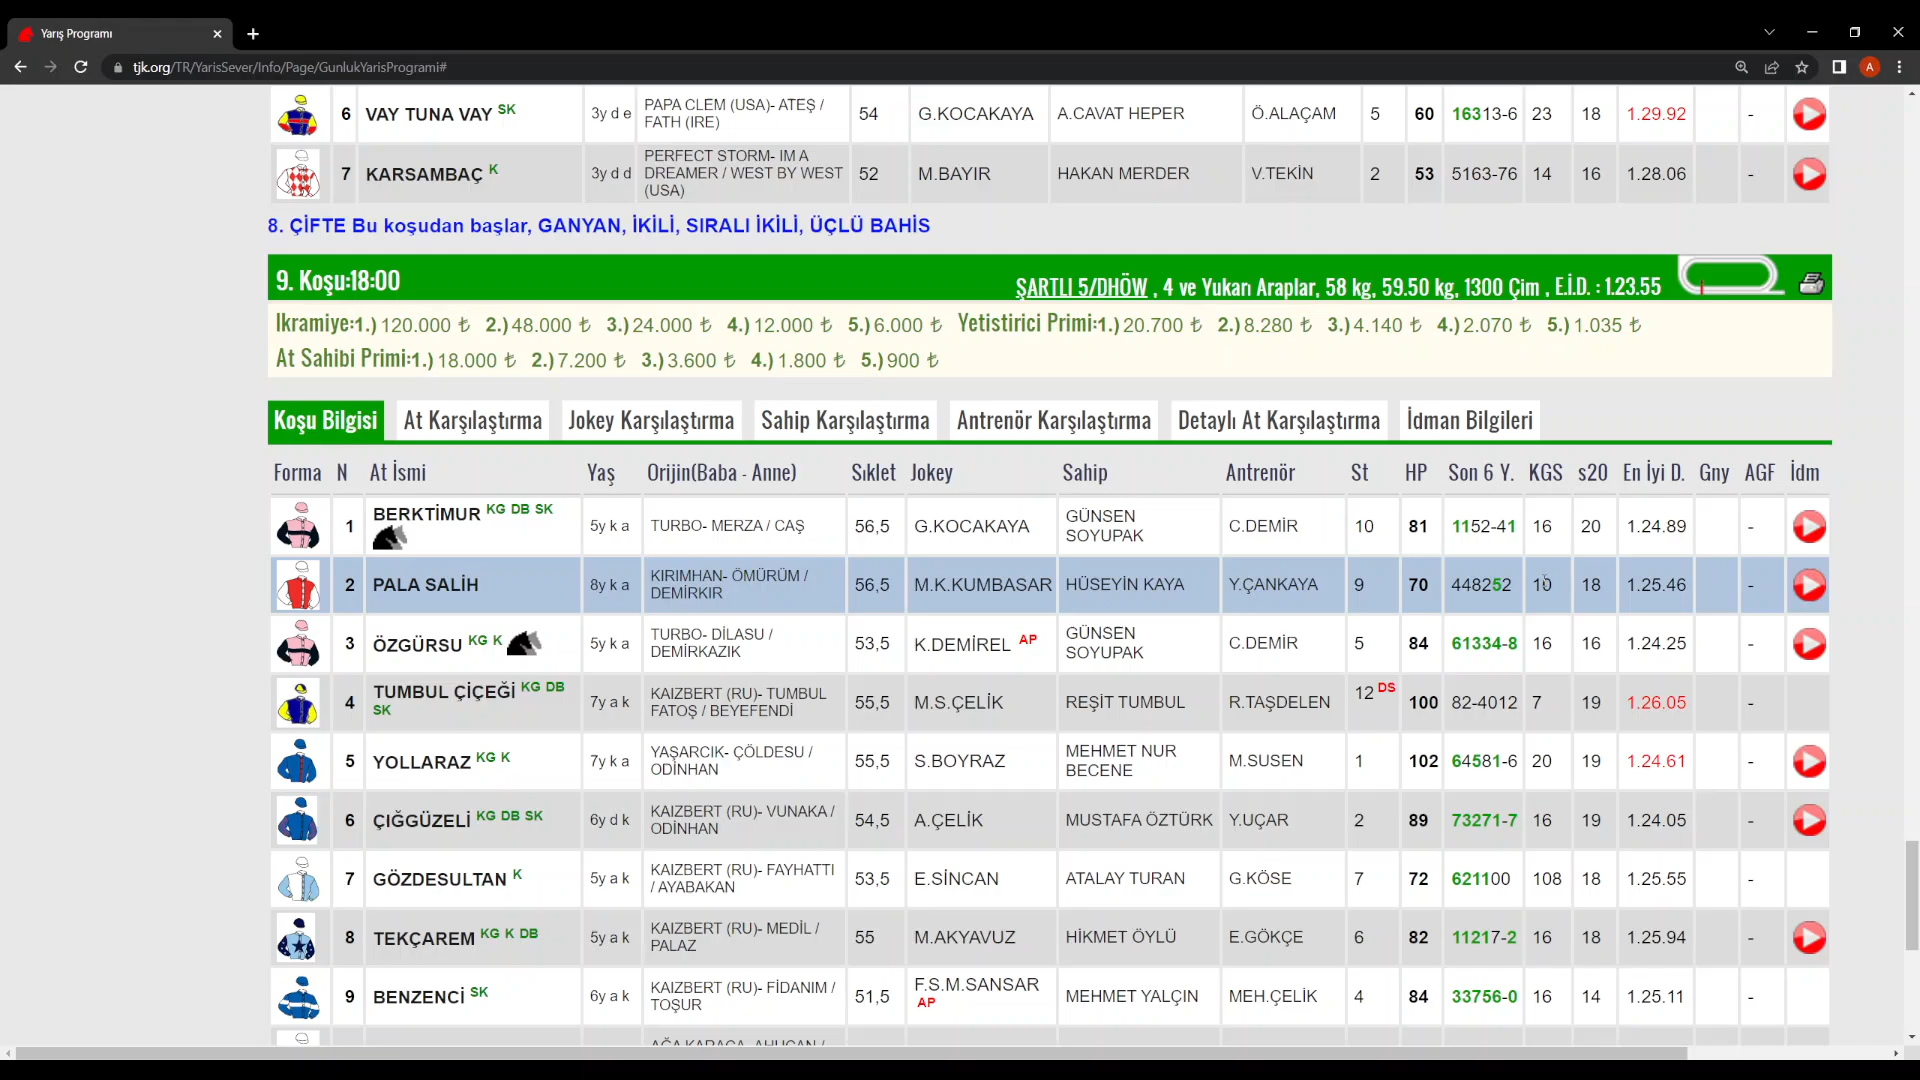 Yarış Programı
tjk.org/TR/YarisSever/Info/Page/GunlukYarisProgrami#
A
6 VAY TUNA VAY SK 3y d e PAPA CLEM (USA)- ATEŞ / FATH (IRE) 54 G.KOCAKAYA A.CAVAT HEPER Ö.ALAÇAM 5 60 16313-6 23 18 1.29.92 -
7 KARSAMBAÇ K 3y d d PERFECT STORM- IM A DREAMER / WEST BY WEST (USA) 52 M.BAYIR HAKAN MERDER V.TEKİN 2 53 5163-76 14 16 1.28.06 -
8. ÇİFTE Bu koşudan başlar, GANYAN, İKİLİ, SIRALI İKİLİ, ÜÇLÜ BAHİS
9. Koşu:18:00 ŞARTLI 5/DHÖW , 4 ve Yukarı Araplar, 58 kg, 59.50 kg, 1300 Çim , E.İ.D. : 1.23.55
Ikramiye:1.) 120.000 ₺ 2.) 48.000 ₺ 3.) 24.000 ₺ 4.) 12.000 ₺ 5.) 6.000 ₺ Yetistirici Primi:1.) 20.700 ₺ 2.) 8.280 ₺ 3.) 4.140 ₺ 4.) 2.070 ₺ 5.) 1.035 ₺
At Sahibi Primi:1.) 18.000 ₺ 2.) 7.200 ₺ 3.) 3.600 ₺ 4.) 1.800 ₺ 5.) 900 ₺
Koşu Bilgisi At Karşılaştırma Jokey Karşılaştırma Sahip Karşılaştırma Antrenör Karşılaştırma Detaylı At Karşılaştırma İdman Bilgileri
Forma N At İsmi Yaş Orijin(Baba - Anne) Sıklet Jokey Sahip Antrenör St HP Son 6 Y. KGS s20 En İyi D. Gny AGF İdm
1 BERKTİMUR KG DB SK 5y k a TURBO- MERZA / CAŞ 56,5 G.KOCAKAYA GÜNSEN SOYUPAK C.DEMİR 10 81 1152-41 16 20 1.24.89 -
2 PALA SALİH 8y k a KIRIMHAN- ÖMÜRÜM / DEMİRKIR 56,5 M.K.KUMBASAR HÜSEYİN KAYA Y.ÇANKAYA 9 70 448252 18 1.25.46 -
3 ÖZGÜRSU KG K 5y k a TURBO- DİLASU / DEMİRKAZIK 53,5 K.DEMİREL AP GÜNSEN SOYUPAK C.DEMİR 5 84 61334-8 16 16 1.24.25 -
4 TUMBUL ÇİÇEĞİ KG DB SK 7y a k KAIZBERT (RU)- TUMBUL FATOŞ / BEYEFENDİ 55,5 M.S.ÇELİK REŞİT TUMBUL R.TAŞDELEN 12 DS 100 82-4012 7 19 1.26.05 -
5 YOLLARAZ KG K 7y k a YAŞARCIK- ÇÖLDESU / ODİNHAN 55,5 S.BOYRAZ MEHMET NUR BECENE M.SUSEN 1 102 64581-6 20 19 1.24.61 -
6 ÇIĞGÜZELİ KG DB SK 6y d k KAIZBERT (RU)- VUNAKA / ODİNHAN 54,5 A.ÇELİK MUSTAFA ÖZTÜRK Y.UÇAR 2 89 73271-7 16 19 1.24.05 -
7 GÖZDESULTAN K 5y a k KAIZBERT (RU)- FAYHATTI / AYABAKAN 53,5 E.SİNCAN ATALAY TURAN G.KÖSE 7 72 621100 108 18 1.25.55 -
8 TEKÇAREM KG K DB 5y a k KAIZBERT (RU)- MEDİL / PALAZ 55 M.AKYAVUZ HİKMET ÖYLÜ E.GÖKÇE 6 82 11217-2 16 18 1.25.94 -
9 BENZENCİ SK 6y a k KAIZBERT (RU)- FİDANIM / TOŞUR 51,5 F.S.M.SANSAR AP MEHMET YALÇIN MEH.ÇELİK 4 84 33756-0 16 14 1.25.11 -